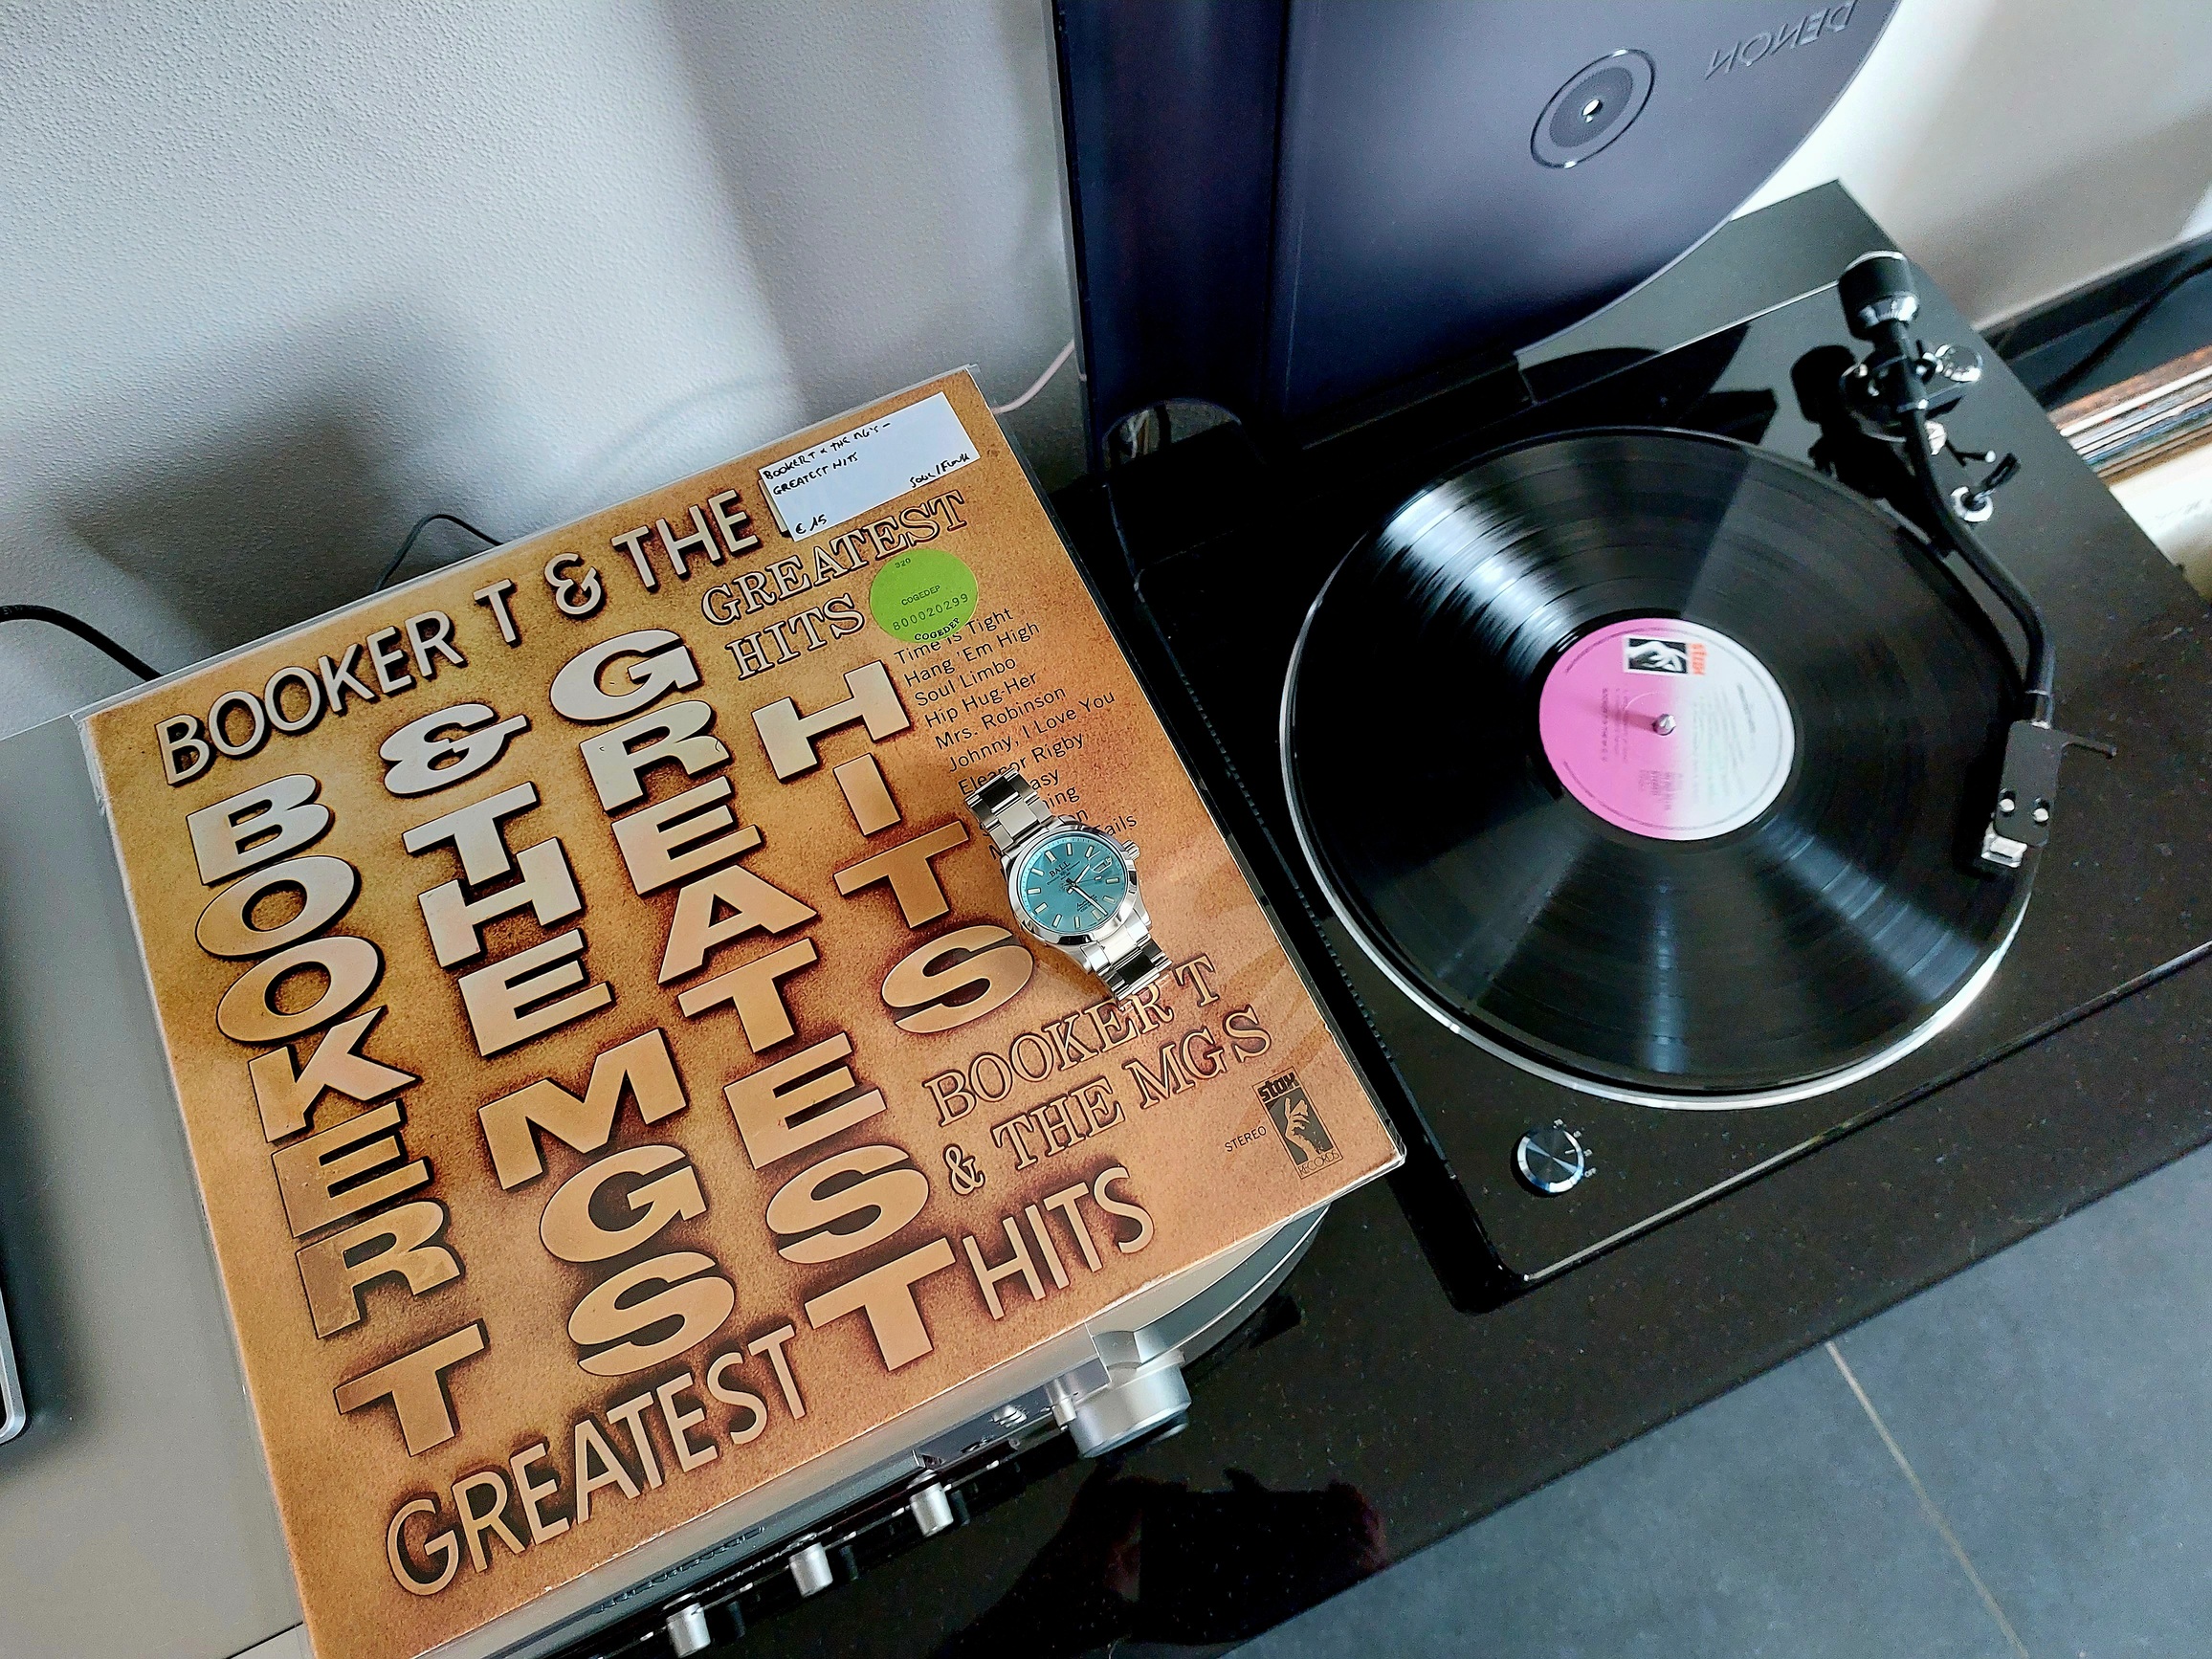 BOOKER T & THE MG'S -
GREATEST HITS
SOUL/FUNK
€ 15
BOOKER T & THE
GREATEST
HITS
320
COGEDEP
800020299
COGEDEP
Time Is Tight
Hang 'Em High
Soul Limbo
Hip Hug-Her
Mrs. Robinson
Johnny, I Love You
Eleanor Rigby
BOOKER T
& THE MGS
GREATEST
HITS
BOOKER T
& THE MGS
stax
STEREO
RECORDS
GREATEST HITS
BALL
DENON
stax
OFF